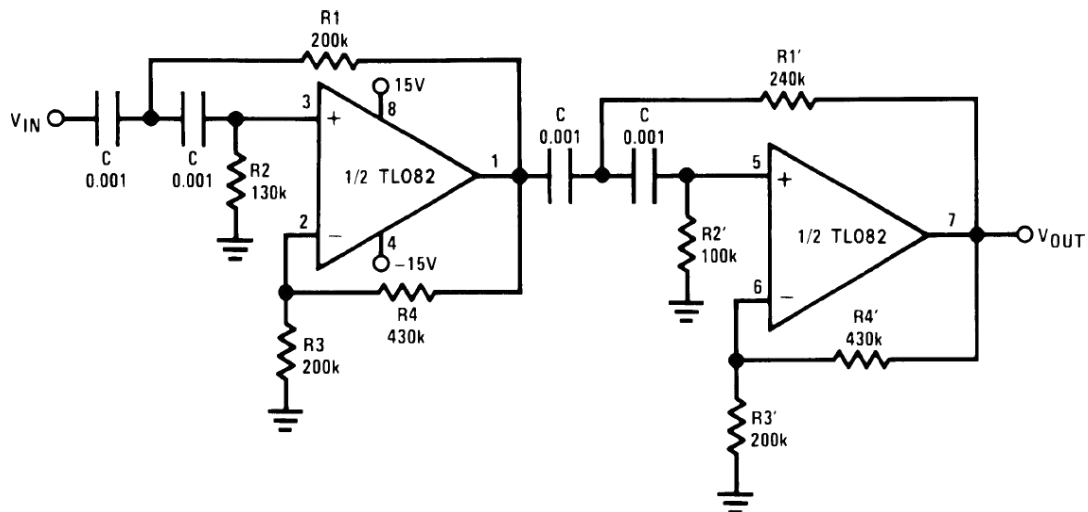 R1
200k
R1'
240k
15V
8
3
+
V_IN
C
0.001
C
0.001
R2
130k
1/2 TL082
1
C
0.001
C
0.001
5
+
2
−
4
−15V
R2'
100k
1/2 TL082
7
V_OUT
6
−
R4
430k
R3
200k
R4'
430k
R3'
200k